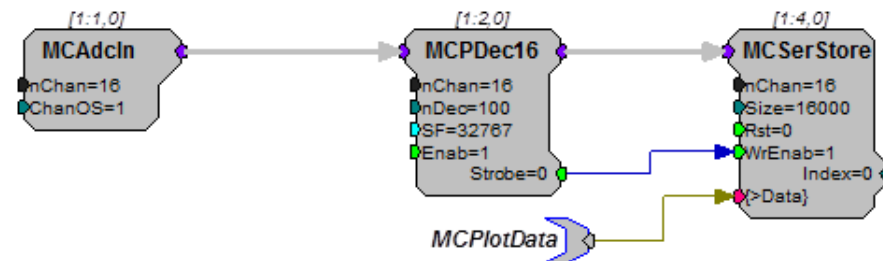 [1:1,0]
MCAdcIn
nChan=16
ChanOS=1
[1:2,0]
MCPDec16
nChan=16
nDec=100
SF=32767
Enab=1
Strobe=0
[1:4,0]
MCSerStore
nChan=16
Size=16000
Rst=0
WrEnab=1
Index=0
{>Data}
MCPlotData